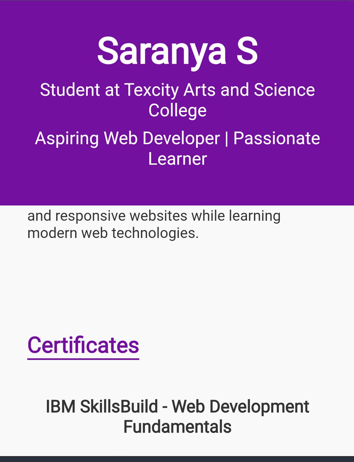 Saranya S
Student at Texcity Arts and Science
College
Aspiring Web Developer | Passionate
Learner
and responsive websites while learning
modern web technologies.
Certificates
IBM SkillsBuild - Web Development
Fundamentals